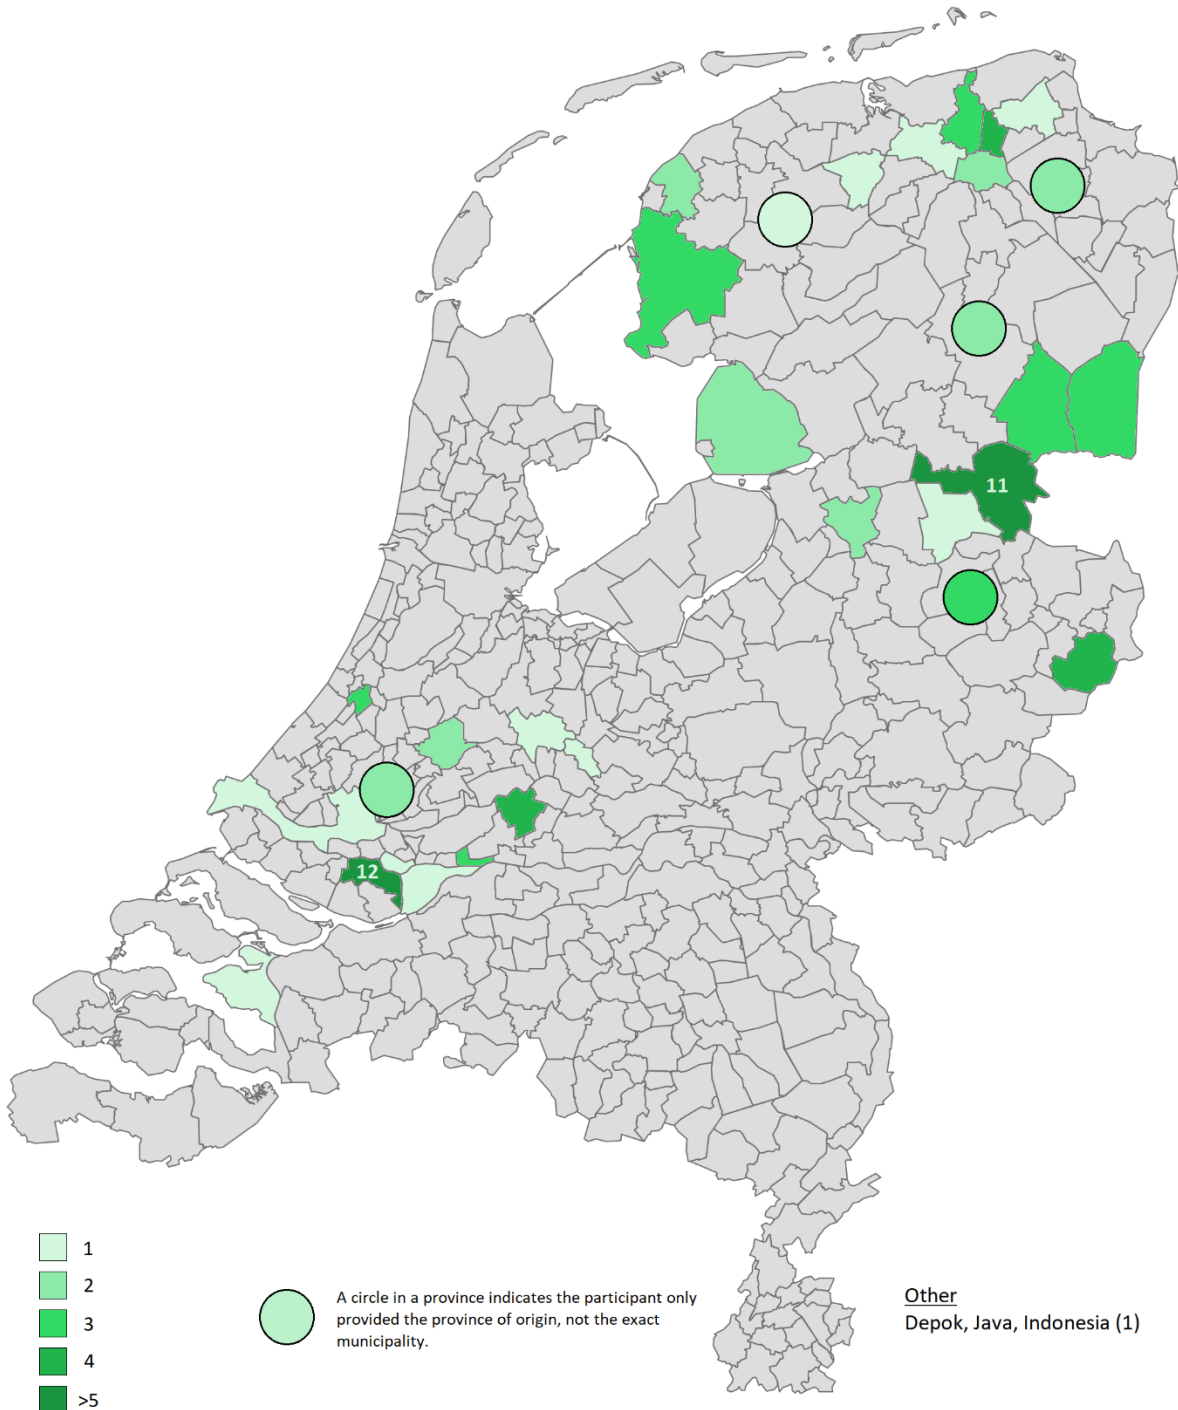 11
12
1
2
3
4
>5
A circle in a province indicates the participant only
provided the province of origin, not the exact
municipality.
Other
Depok, Java, Indonesia (1)